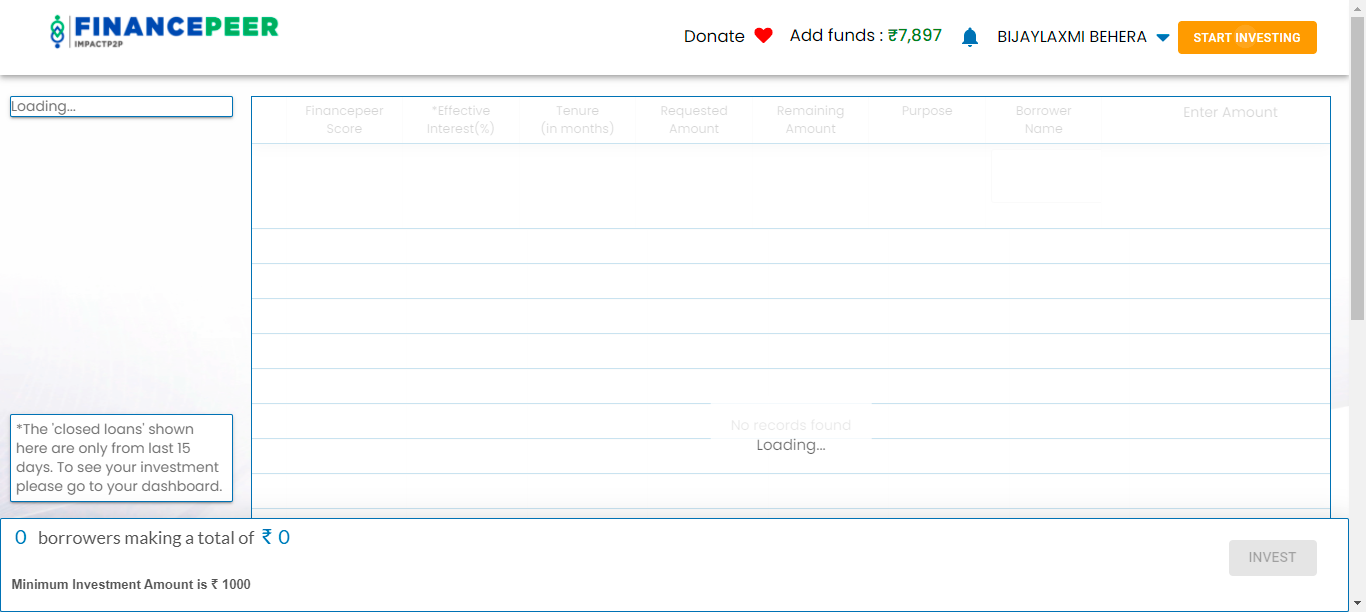 FINANCEPEER
IMPACTP2P
Donate
Add funds : ₹7,897
BIJAYLAXMI BEHERA
START INVESTING
Loading...
Financepeer
Score
*Effective
Interest(%)
Tenure
(in months)
Requested
Amount
Remaining
Amount
Purpose
Borrower
Name
Enter Amount
No records found
Loading...
*The 'closed loans' shown
here are only from last 15
days. To see your investment
please go to your dashboard.
0 borrowers making a total of ₹ 0
INVEST
Minimum Investment Amount is ₹ 1000